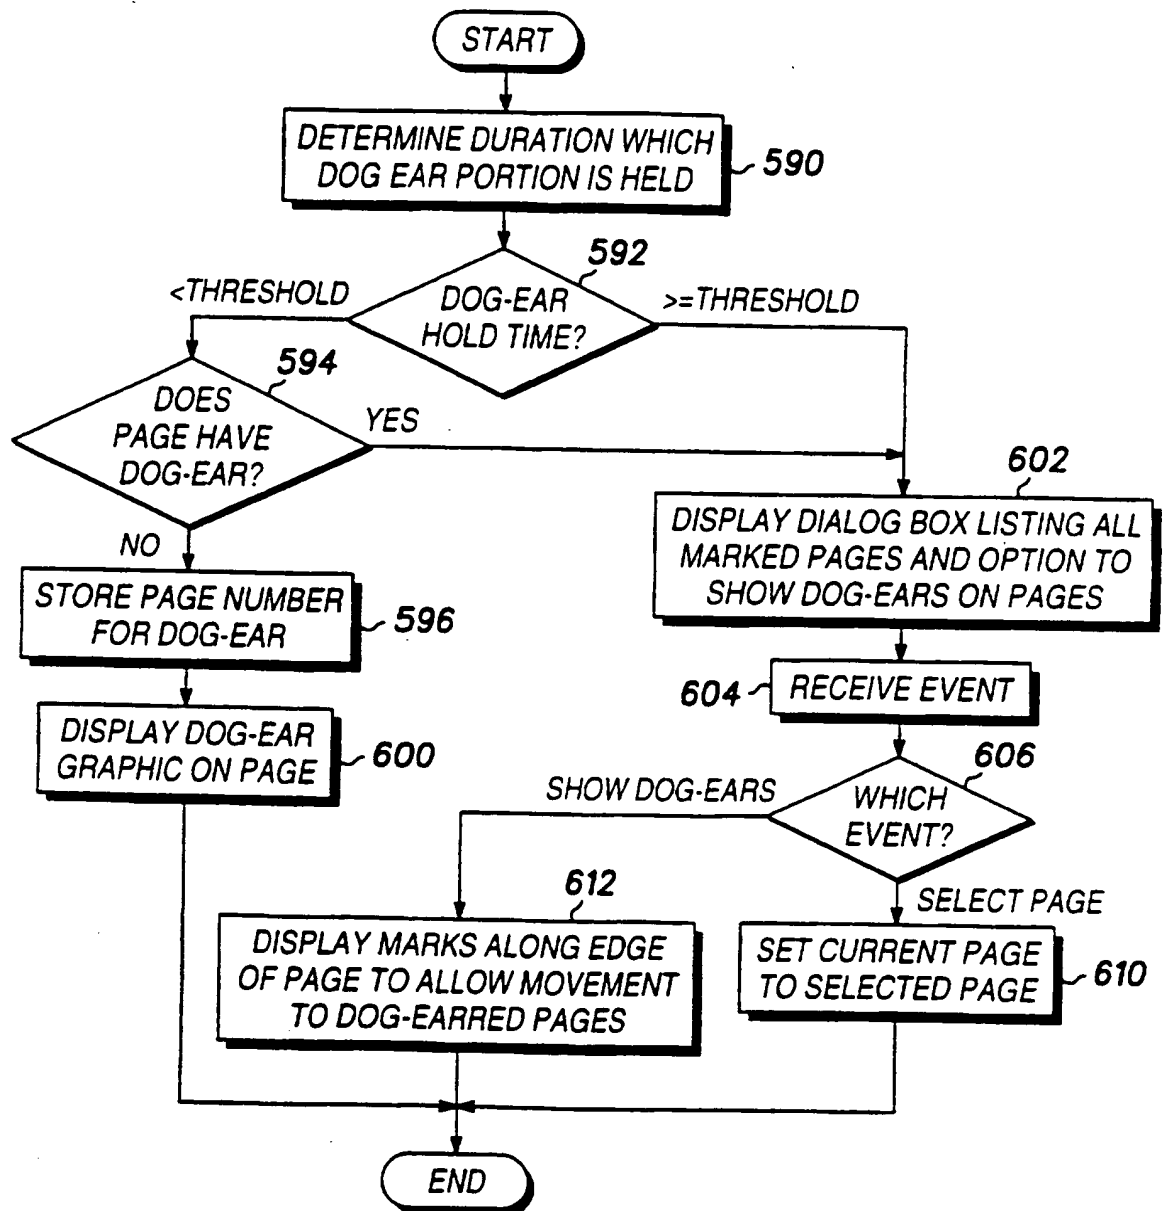 START
DETERMINE DURATION WHICH
DOG EAR PORTION IS HELD
590
592
<THRESHOLD
DOG-EAR
HOLD TIME?
>=THRESHOLD
594
DOES
PAGE HAVE
DOG-EAR?
YES
NO
602
DISPLAY DIALOG BOX LISTING ALL
MARKED PAGES AND OPTION TO
SHOW DOG-EARS ON PAGES
STORE PAGE NUMBER
FOR DOG-EAR
596
604
RECEIVE EVENT
DISPLAY DOG-EAR
GRAPHIC ON PAGE
600
606
SHOW DOG-EARS
WHICH
EVENT?
SELECT PAGE
612
DISPLAY MARKS ALONG EDGE
OF PAGE TO ALLOW MOVEMENT
TO DOG-EARRED PAGES
SET CURRENT PAGE
TO SELECTED PAGE
610
END